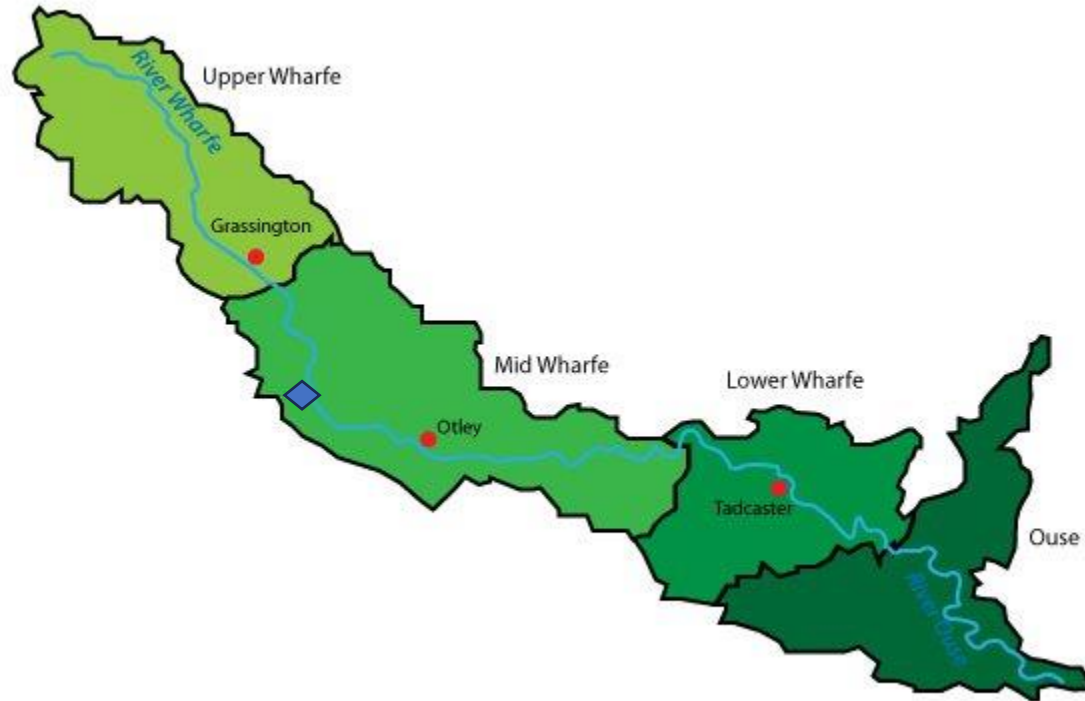 Upper Wharfe
River Wharfe
Grassington
Mid Wharfe
Lower Wharfe
Otley
Tadcaster
Ouse
River Ouse